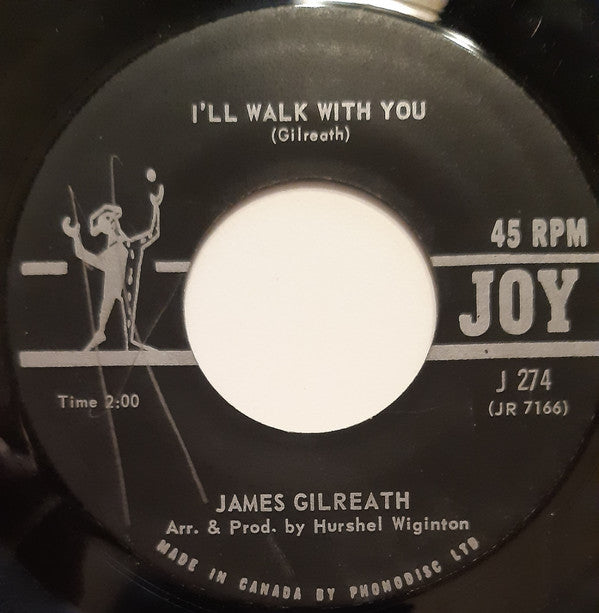 I'LL WALK WITH YOU
(Gilreath)
45 RPM
JOY
J 274
(JR 7166)
Time 2:00
JAMES GILREATH
Arr. & Prod. by Hurshel Wiginton
MADE IN CANADA BY PHONODISC LTD